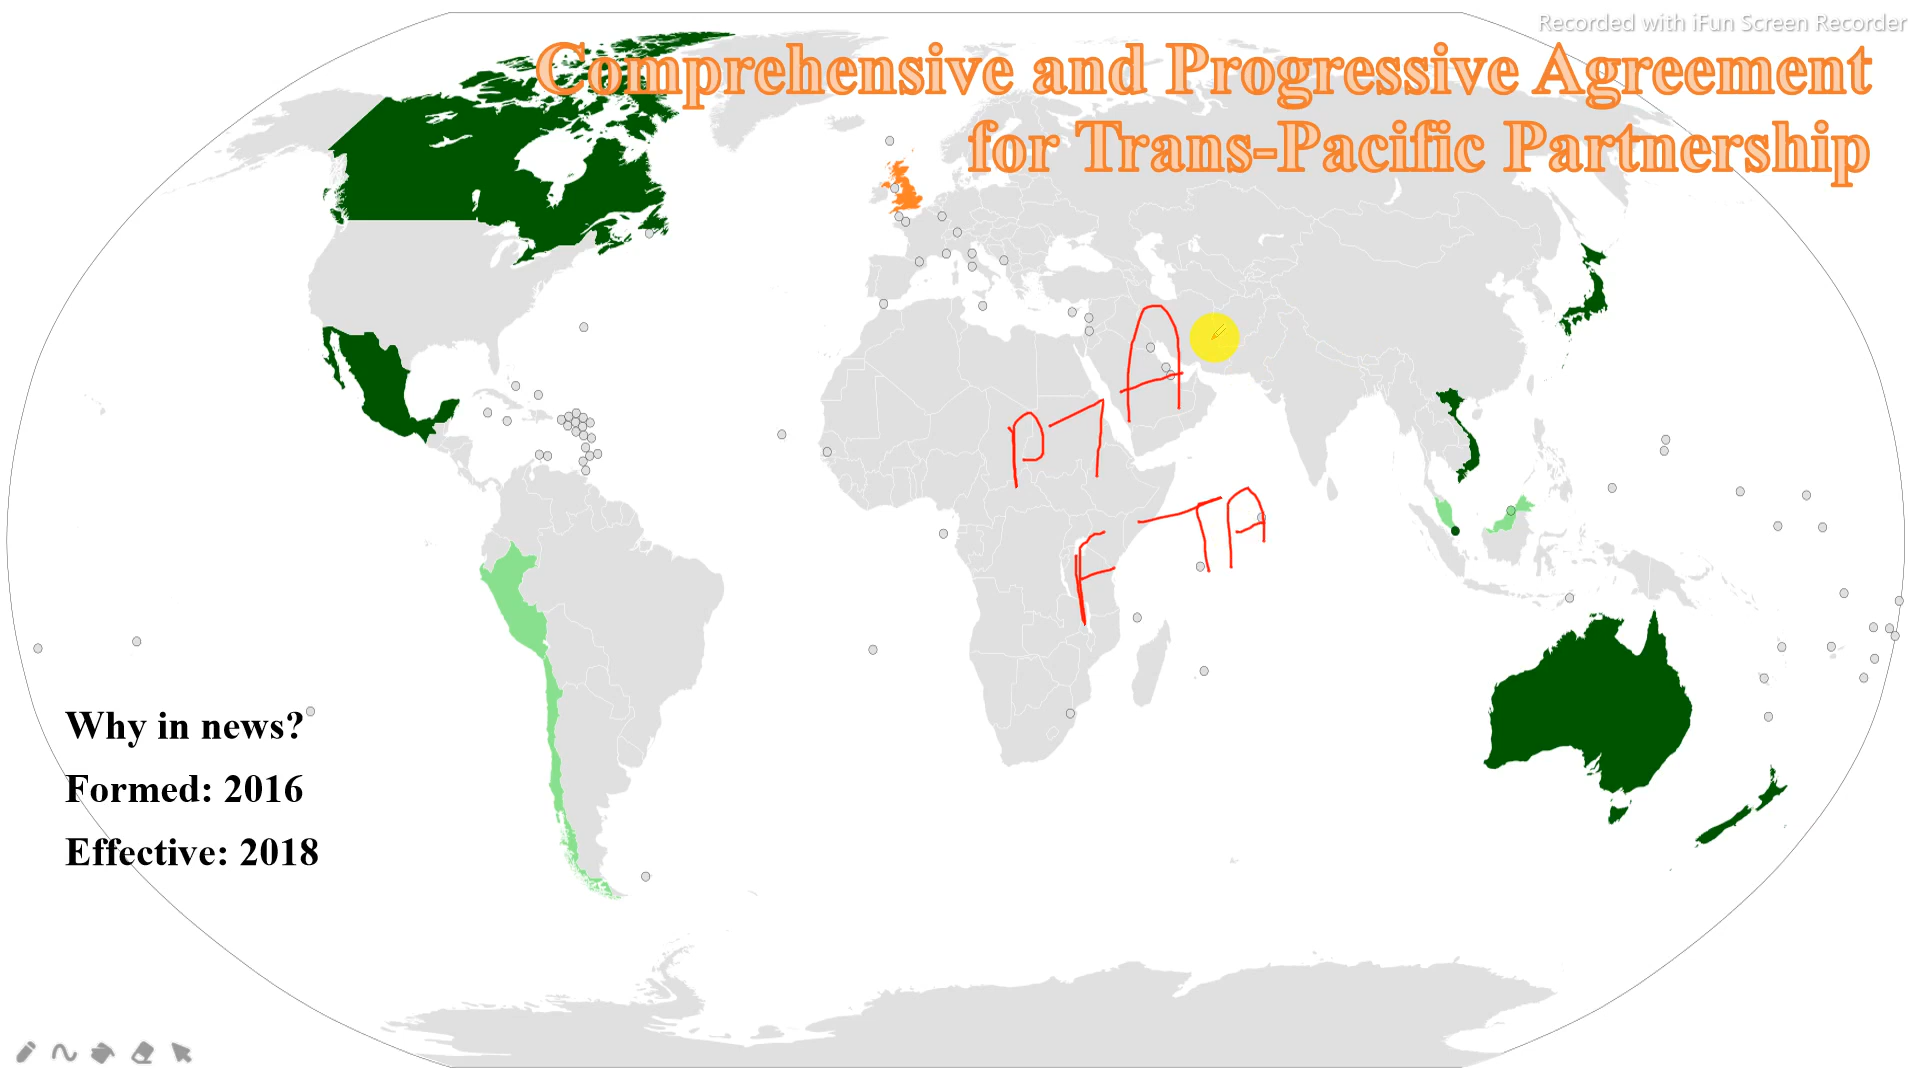 Recorded with iFun Screen Recorder
Comprehensive and Progressive Agreement
for Trans-Pacific Partnership
PTA
FTA
Why in news?
Formed: 2016
Effective: 2018